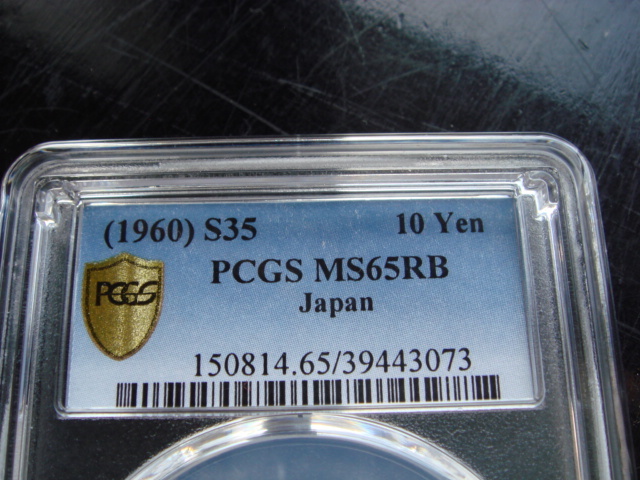 (1960) S35 10 Yen
PCGS MS65RB
Japan
PCGS
150814.65/39443073